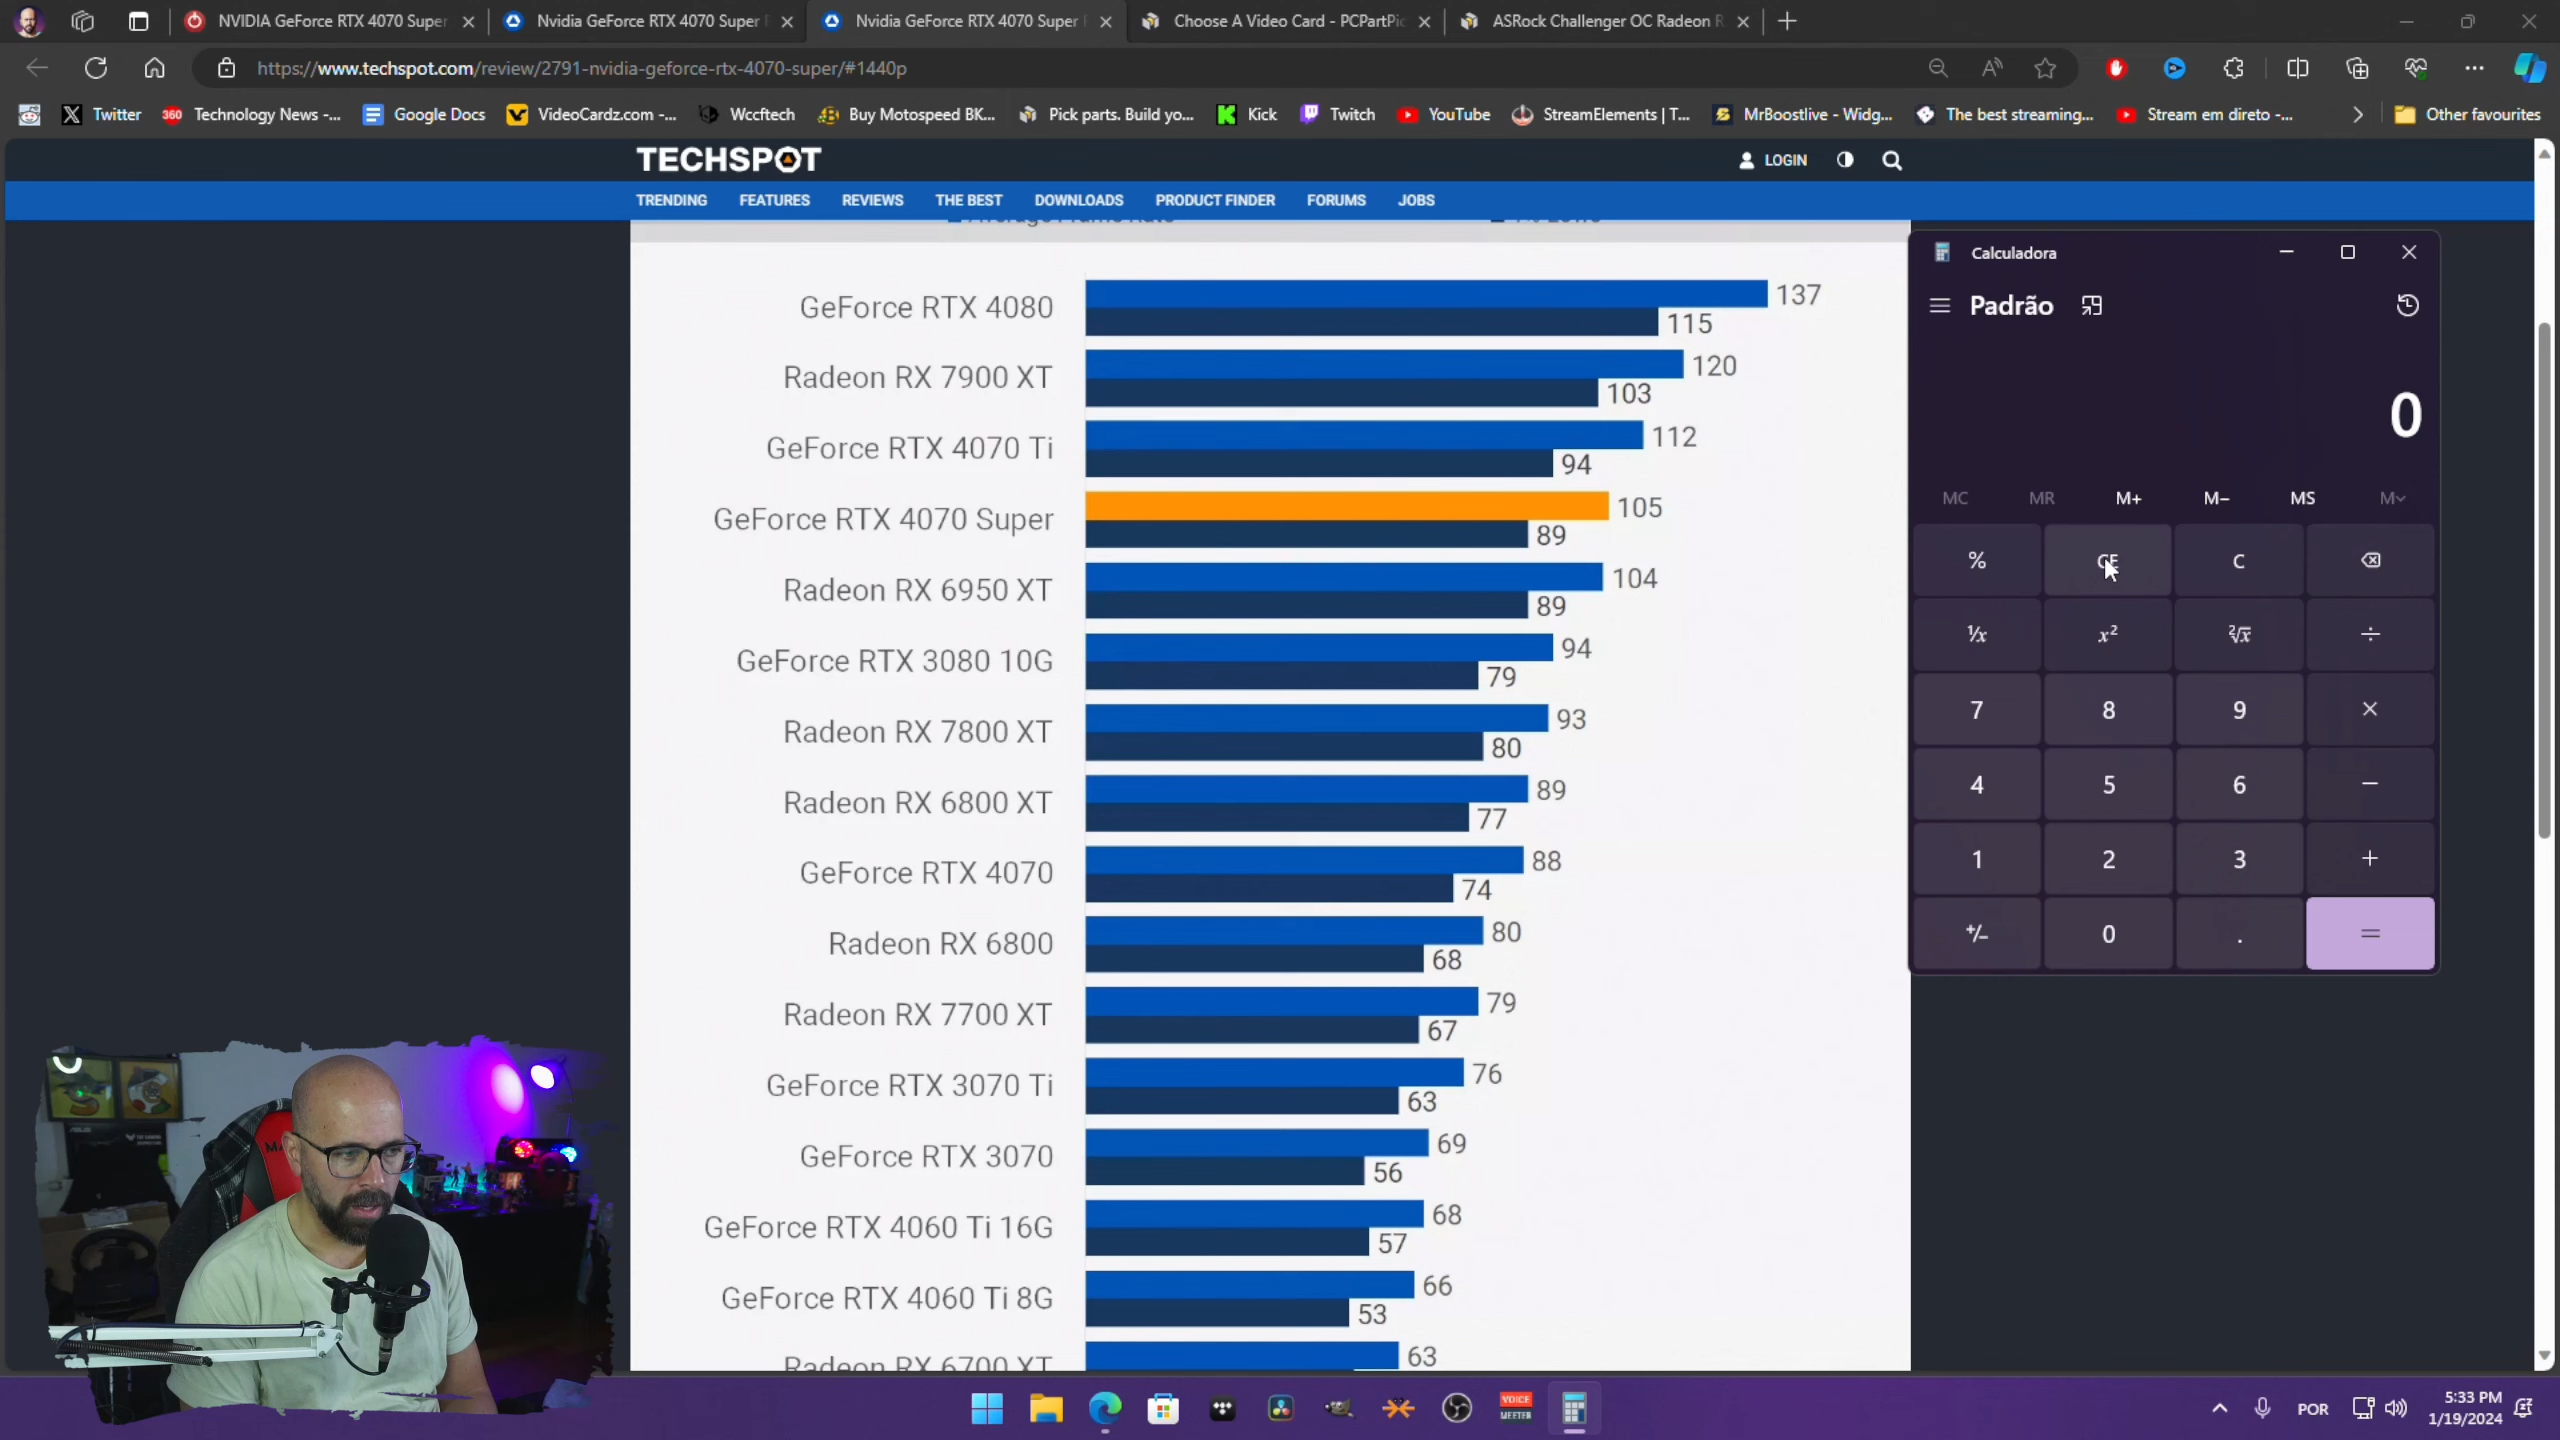 NVIDIA GeForce RTX 4070 Super
Nvidia GeForce RTX 4070 Super
Nvidia GeForce RTX 4070 Super
Choose A Video Card - PCPartPic
ASRock Challenger OC Radeon R
https://www.techspot.com/review/2791-nvidia-geforce-rtx-4070-super/#1440p
Twitter
360 Technology News -...
Google Docs
VideoCardz.com -...
Wccftech
Buy Motospeed BK...
Pick parts. Build yo...
Kick
Twitch
YouTube
StreamElements | T...
MrBoostlive - Widg...
The best streaming...
Stream em direto -...
Other favourites
TECHSPOT
LOGIN
TRENDING FEATURES REVIEWS THE BEST DOWNLOADS PRODUCT FINDER FORUMS JOBS
GeForce RTX 4080 137
115
Radeon RX 7900 XT 120
103
GeForce RTX 4070 Ti 112
94
GeForce RTX 4070 Super 105
89
Radeon RX 6950 XT 104
89
GeForce RTX 3080 10G 94
79
Radeon RX 7800 XT 93
80
Radeon RX 6800 XT 89
77
GeForce RTX 4070 88
74
Radeon RX 6800 80
68
Radeon RX 7700 XT 79
67
GeForce RTX 3070 Ti 76
63
GeForce RTX 3070 69
56
GeForce RTX 4060 Ti 16G 68
57
GeForce RTX 4060 Ti 8G 66
53
Radeon RX 6700 XT 63
Calculadora
Padrão
0
MC MR M+ M− MS M
% CE C
¹/x x² ²√x ÷
7 8 9 ×
4 5 6 −
1 2 3 +
+/− 0 . =
VOICE
MEETER
POR
5:33 PM
1/19/2024